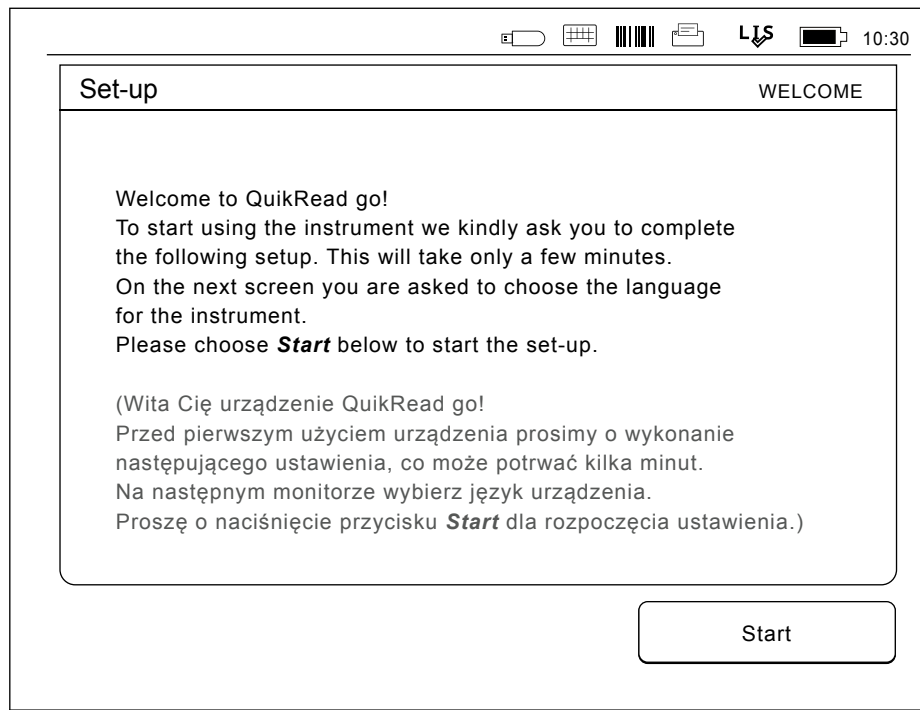 LIS 10:30
Set-up WELCOME
Welcome to QuikRead go!
To start using the instrument we kindly ask you to complete
the following setup. This will take only a few minutes.
On the next screen you are asked to choose the language
for the instrument.
Please choose Start below to start the set-up.
(Wita Cię urządzenie QuikRead go!
Przed pierwszym użyciem urządzenia prosimy o wykonanie
następującego ustawienia, co może potrwać kilka minut.
Na następnym monitorze wybierz język urządzenia.
Proszę o naciśnięcie przycisku Start dla rozpoczęcia ustawienia.)
Start